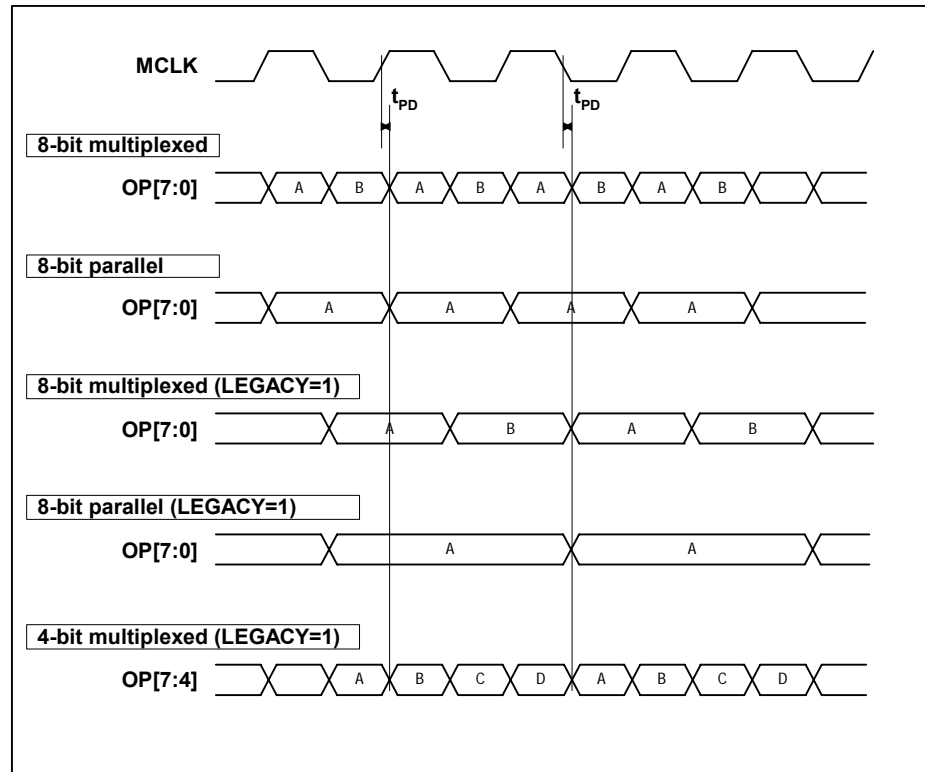 MCLK
tPD tPD
8-bit multiplexed
OP[7:0] A B A B A B A B
8-bit parallel
OP[7:0] A A A A
8-bit multiplexed (LEGACY=1)
OP[7:0] A B A B
8-bit parallel (LEGACY=1)
OP[7:0] A A
4-bit multiplexed (LEGACY=1)
OP[7:4] A B C D A B C D